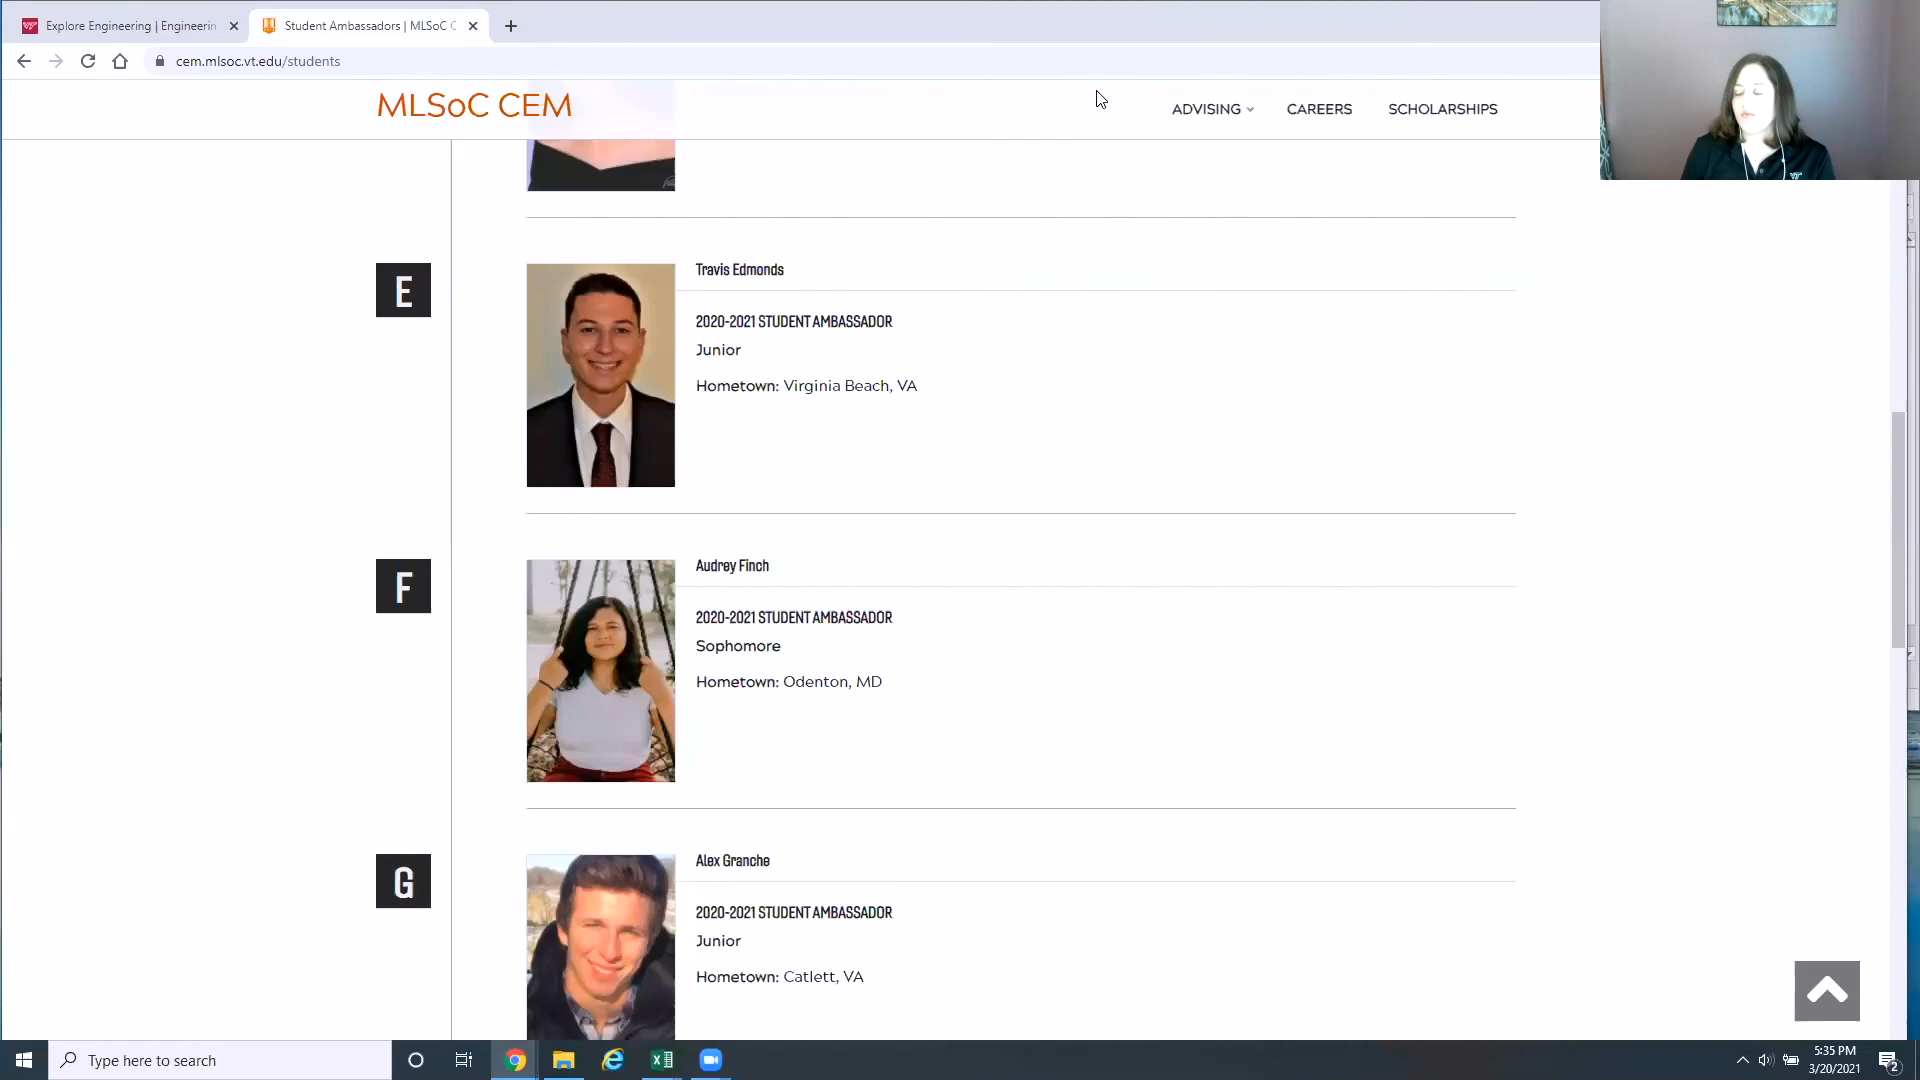 Explore Engineering | Engineerin
Student Ambassadors | MLSoC C
cem.mlsoc.vt.edu/students
MLSoC CEM
ADVISING
CAREERS
SCHOLARSHIPS
E
Travis Edmonds
2020-2021 STUDENT AMBASSADOR
Junior
Hometown: Virginia Beach, VA
F
Audrey Finch
2020-2021 STUDENT AMBASSADOR
Sophomore
Hometown: Odenton, MD
G
Alex Granche
2020-2021 STUDENT AMBASSADOR
Junior
Hometown: Catlett, VA
Type here to search
5:35 PM
3/20/2021
2